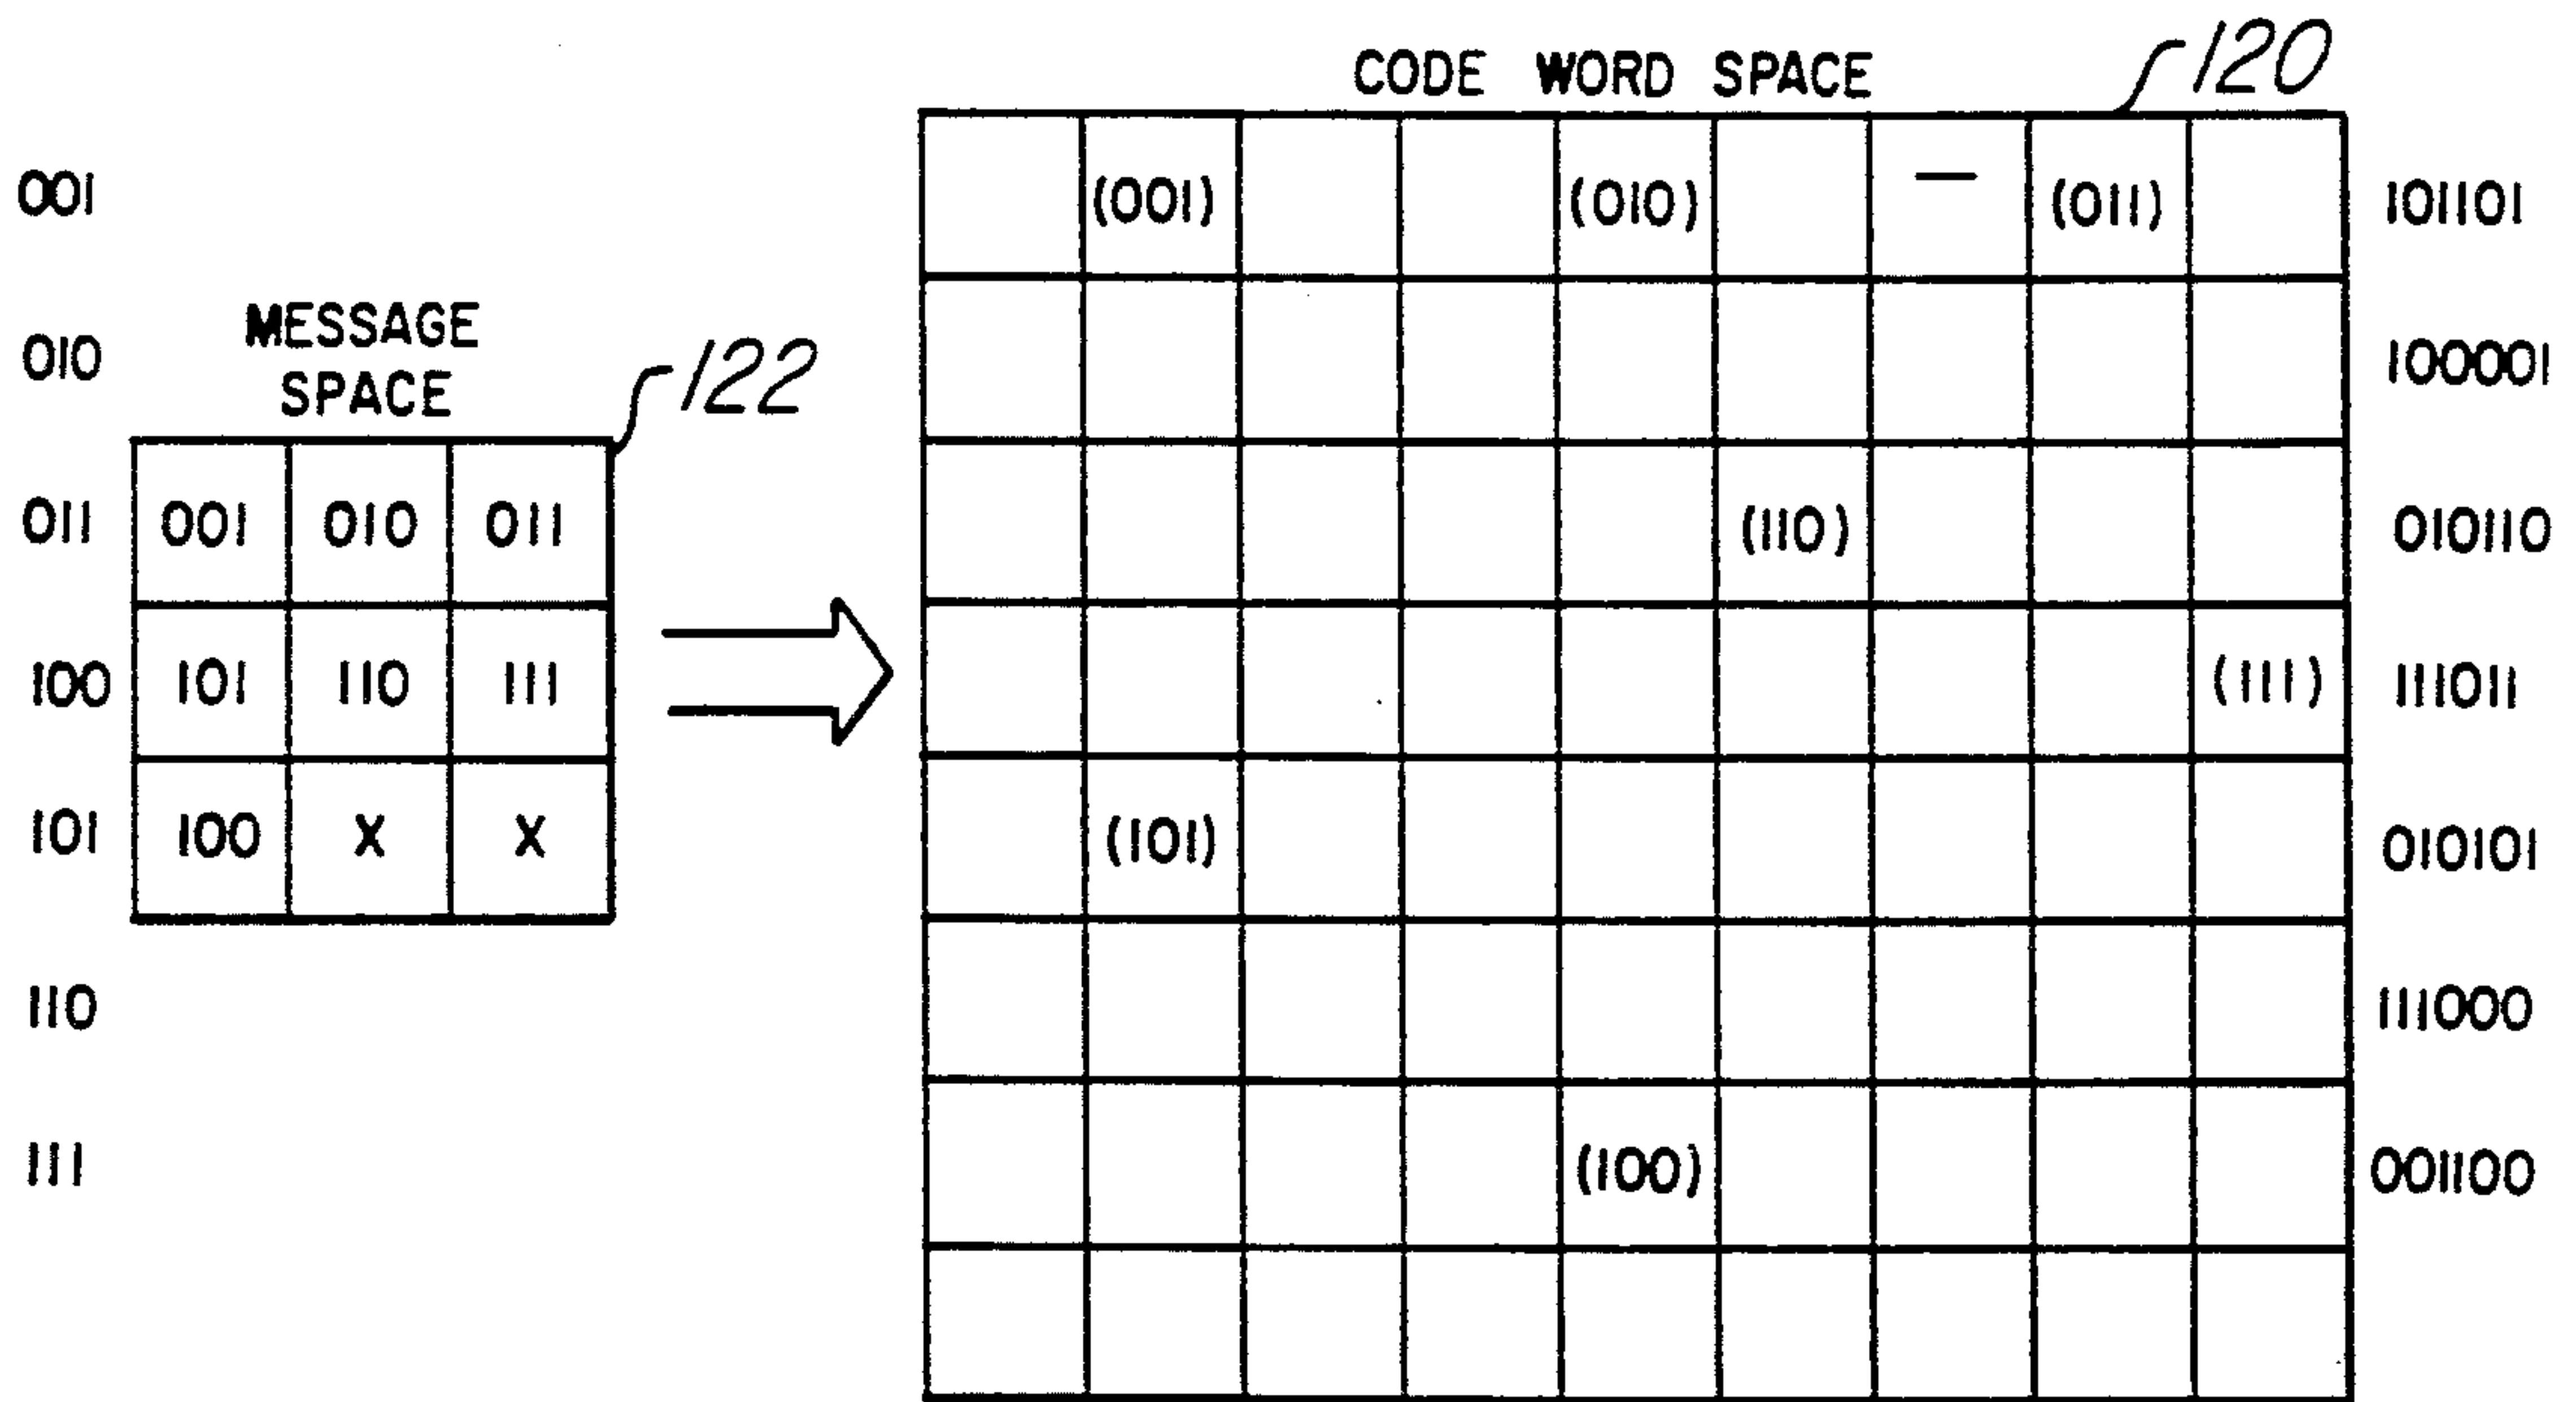 CODE WORD SPACE 120
001 (001) (010) — (011) 101101
MESSAGE
SPACE
010 122 100001
011 001 010 011 (110) 010110
100 101 110 111 (111) 111011
101 100 X X (101) 010101
110 111000
111 (100) 001100